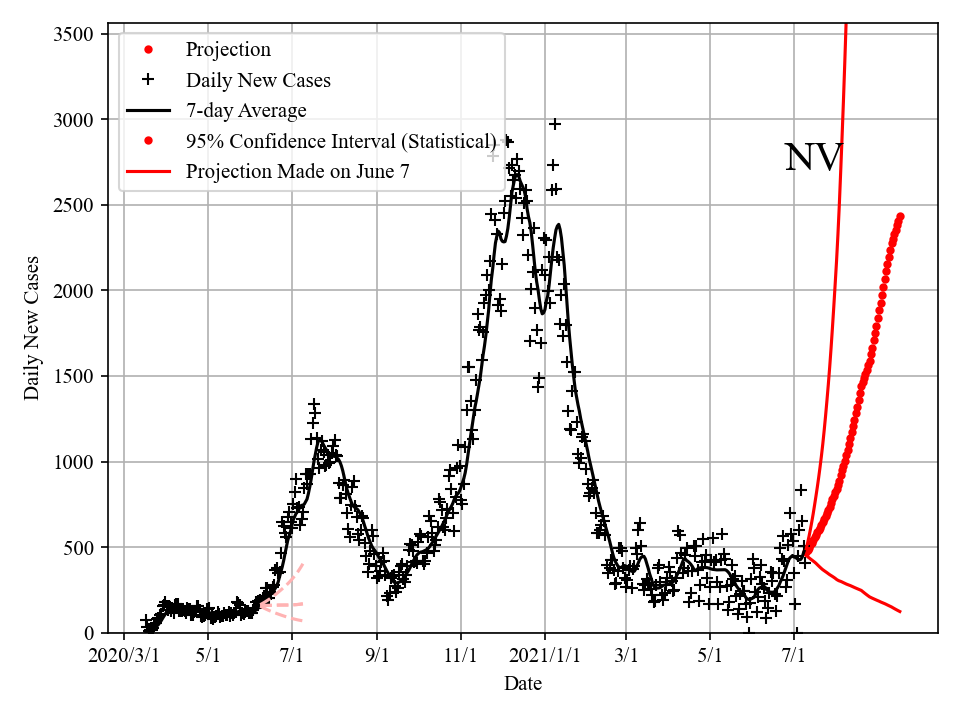 3500
3000
2500
2000
1500
1000
500
0
Daily New Cases
Projection
Daily New Cases
7-day Average
95% Confidence Interval (Statistical)
Projection Made on June 7
NV
2020/3/1 5/1 7/1 9/1 11/1 2021/1/1 3/1 5/1 7/1
Date